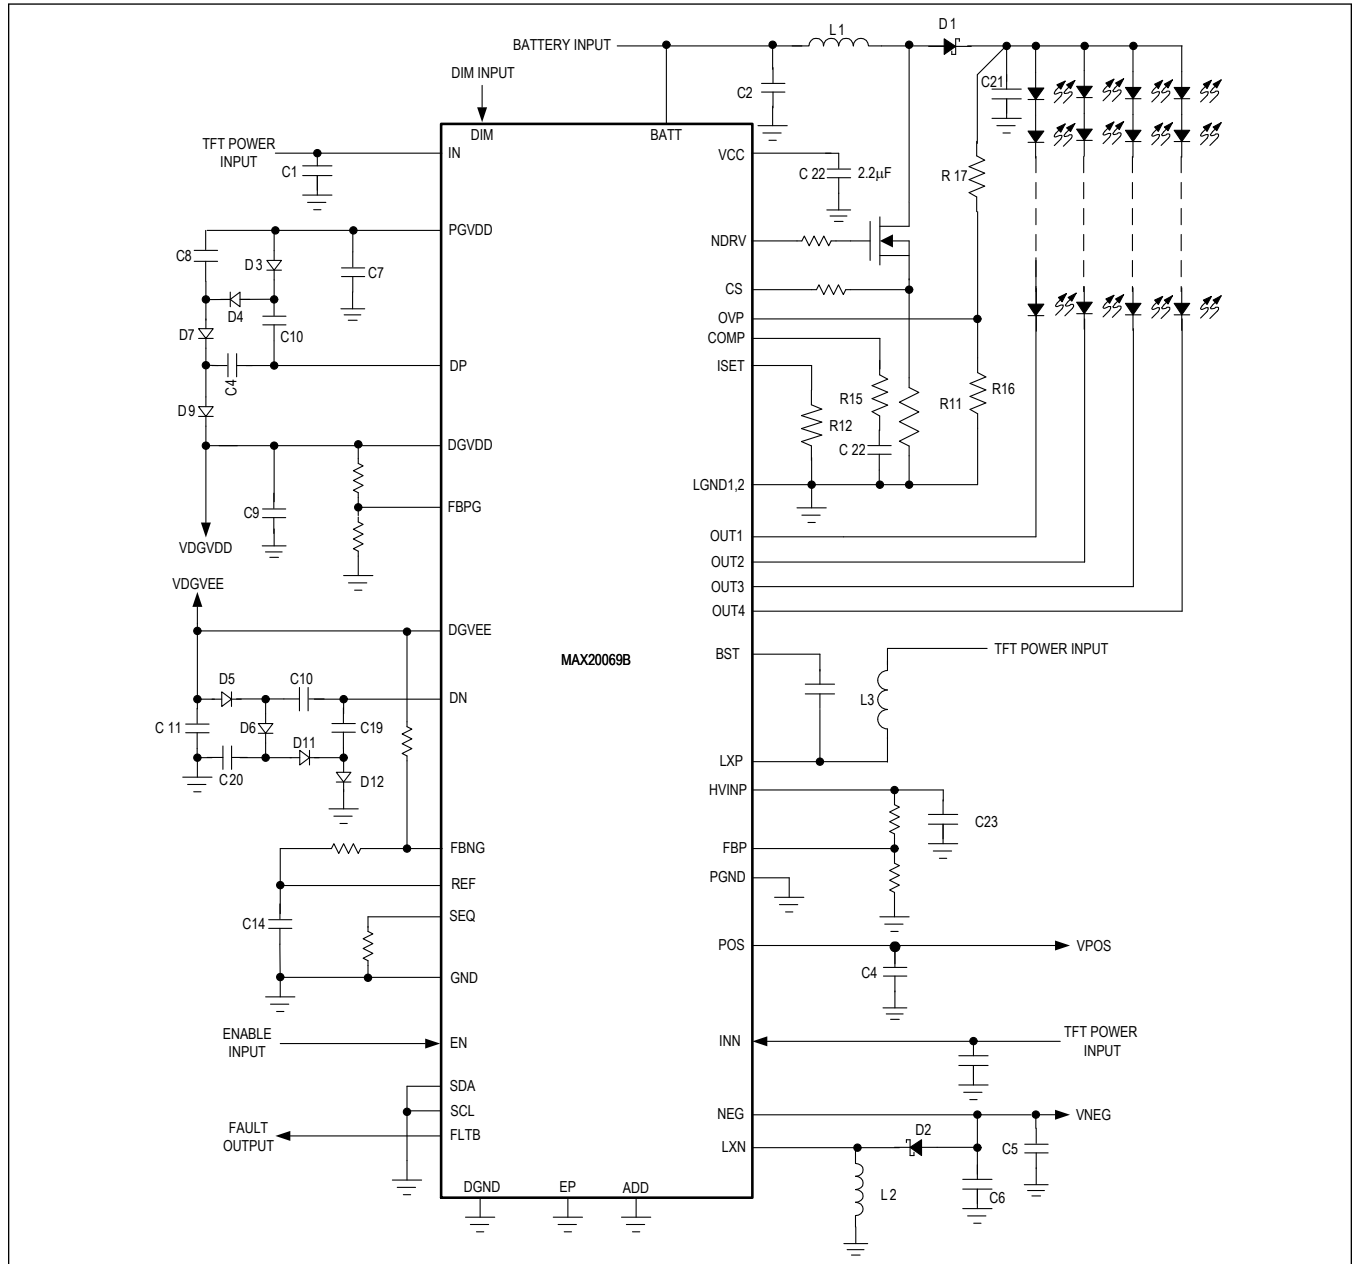 BATTERY INPUT
L1
D1
DIM INPUT
C2
C21
DIM
BATT
TFT POWER
INPUT
IN
C1
VCC
C 22
2.2µF
R 17
PGVDD
C8
D3
C7
NDRV
D4
CS
OVP
D7
C10
COMP
DP
ISET
C4
R15
R11
R16
D9
R12
DGVDD
C 22
LGND1,2
FBPG
C9
OUT1
VDGVDD
OUT2
VDGVEE
OUT3
OUT4
DGVEE
MAX20069B
BST
TFT POWER INPUT
D5
C10
DN
L3
C 11
D6
C19
D11
LXP
C20
D12
HVINP
C23
FBNG
FBP
REF
PGND
SEQ
C14
POS
VPOS
C4
GND
ENABLE
INPUT
EN
INN
TFT POWER
INPUT
SDA
SCL
NEG
VNEG
FAULT
OUTPUT
FLTB
D2
LXN
C5
DGND
EP
ADD
L2
C6